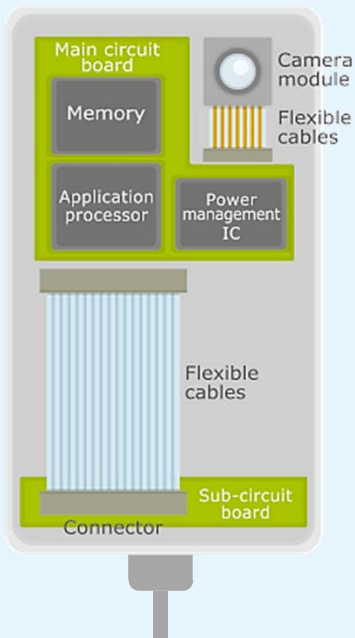 Main circuit
board
Memory
Application
processor
Power
management
IC
Camera
module
Flexible
cables
Flexible
cables
Sub-circuit
board
Connector